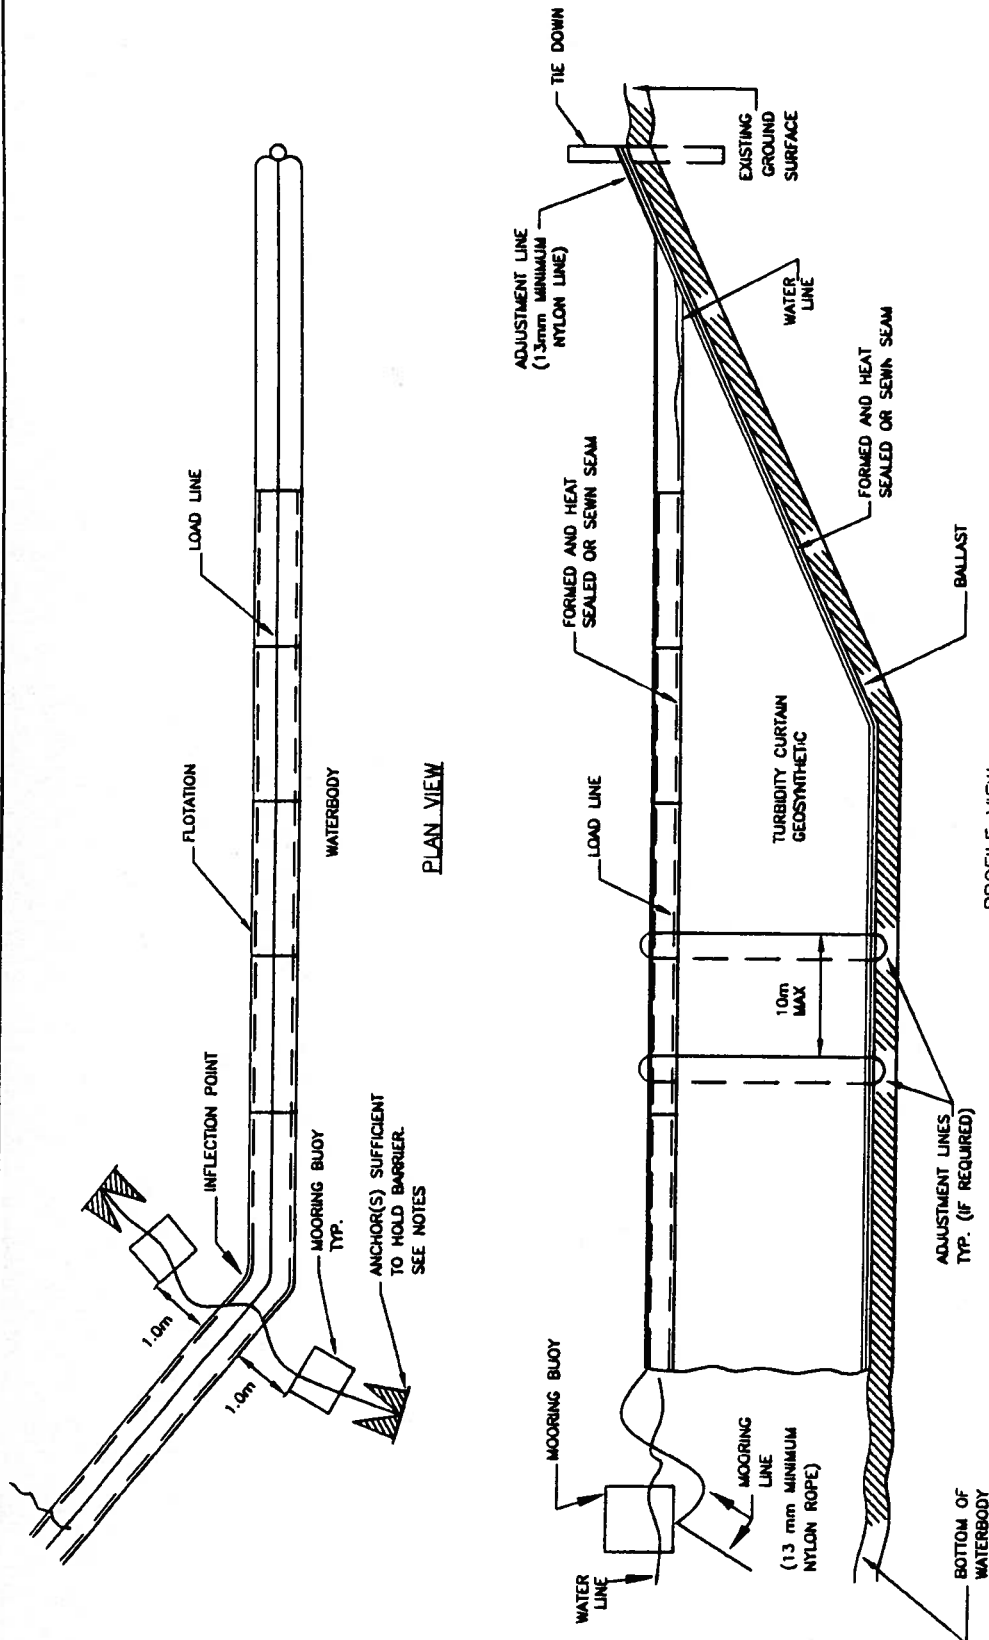 INFLECTION POINT
1.0m
1.0m
MOORING BUOY
TYP.
ANCHOR(S) SUFFICIENT
TO HOLD BARRIER.
SEE NOTES
FLOTATION
LOAD LINE
WATERBODY
PLAN VIEW
MOORING BUOY
WATER
LINE
MOORING
LINE
(13 mm MINIMUM
NYLON ROPE)
BOTTOM OF
WATERBODY
LOAD LINE
FORMED AND HEAT
SEALED OR SEWN SEAM
ADJUSTMENT LINE
(13mm MINIMUM
NYLON LINE)
TIE DOWN
10m
MAX
TURBIDITY CURTAIN
GEOSYNTHETIC
ADJUSTMENT LINES
TYP. (IF REQUIRED)
BALLAST
FORMED AND HEAT
SEALED OR SEWN SEAM
WATER
LINE
EXISTING
GROUND
SURFACE